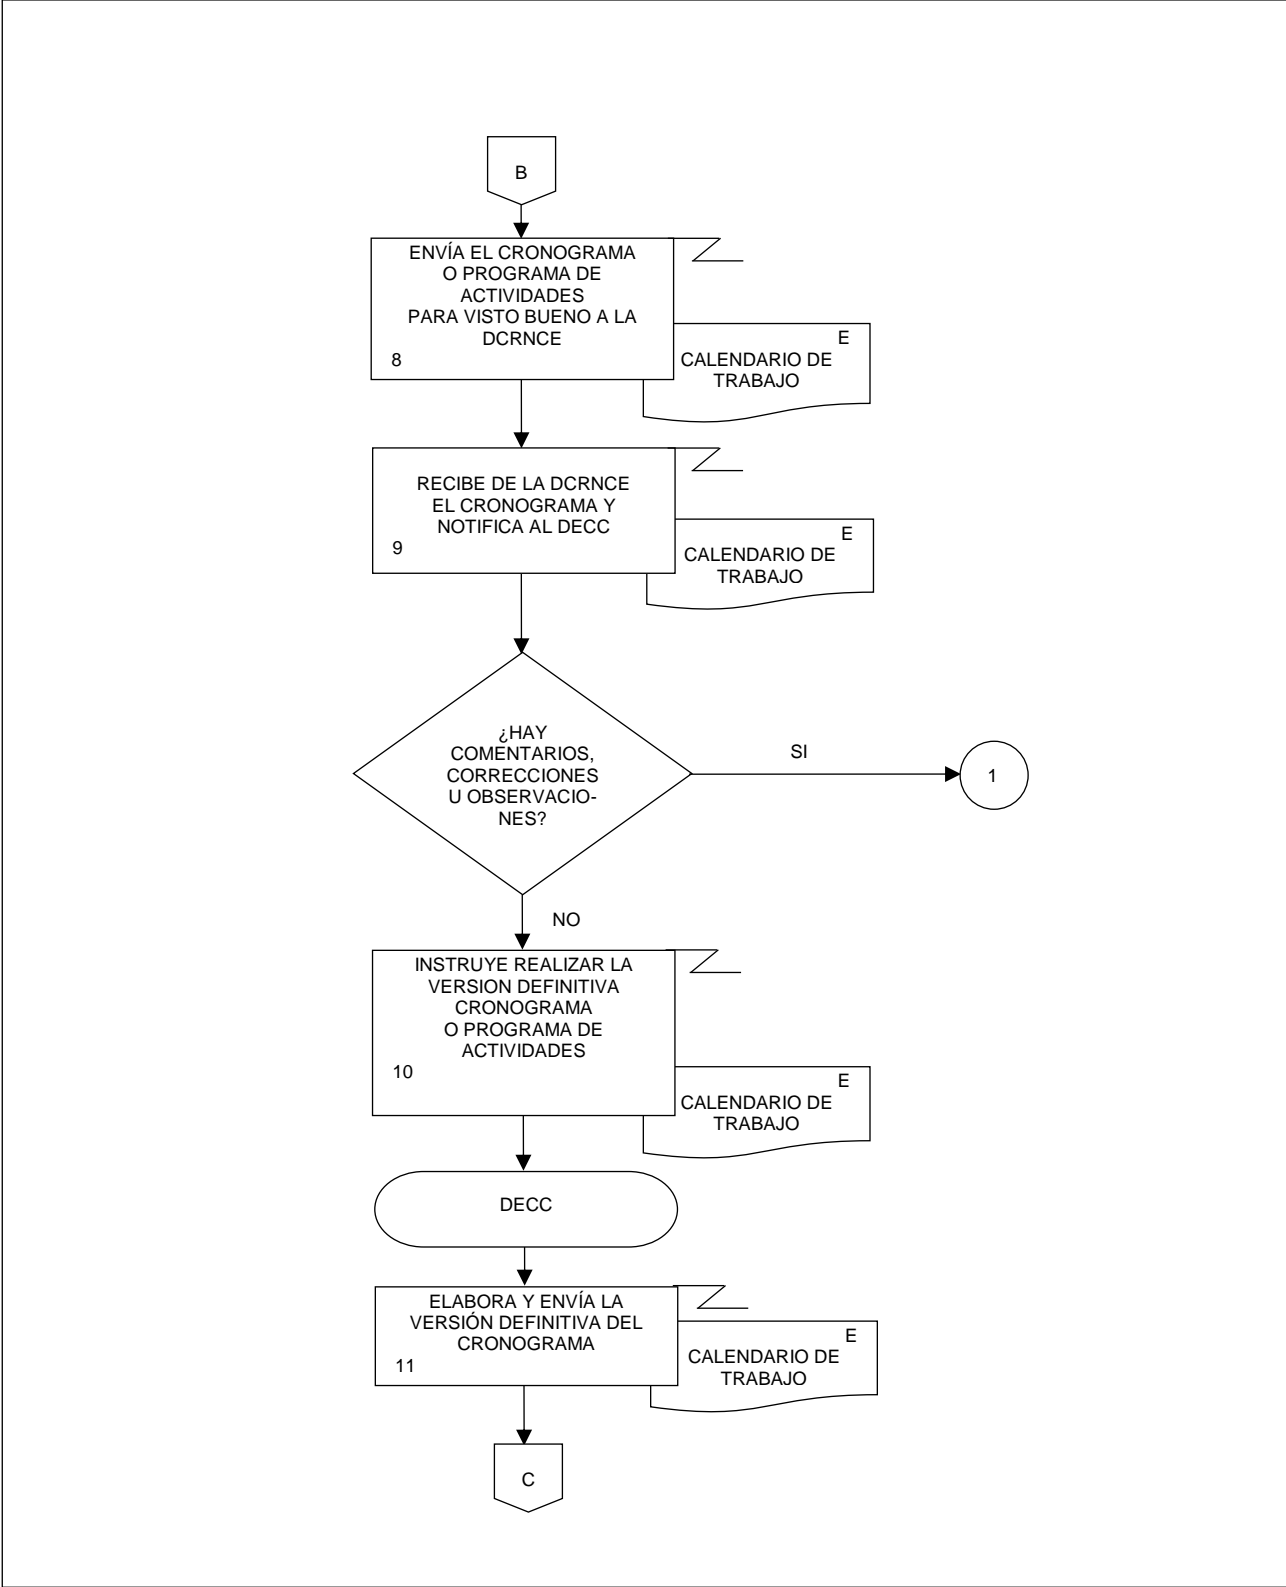 B
ENVÍA EL CRONOGRAMA
O PROGRAMA DE
ACTIVIDADES
PARA VISTO BUENO A LA
DCRNCE
8
E
CALENDARIO DE
TRABAJO
RECIBE DE LA DCRNCE
EL CRONOGRAMA Y
NOTIFICA AL DECC
9
E
CALENDARIO DE
TRABAJO
¿HAY
COMENTARIOS,
CORRECCIONES
U OBSERVACIO-
NES?
SI
1
NO
INSTRUYE REALIZAR LA
VERSION DEFINITIVA
CRONOGRAMA
O PROGRAMA DE
ACTIVIDADES
10
E
CALENDARIO DE
TRABAJO
DECC
ELABORA Y ENVÍA LA
VERSIÓN DEFINITIVA DEL
CRONOGRAMA
11
E
CALENDARIO DE
TRABAJO
C